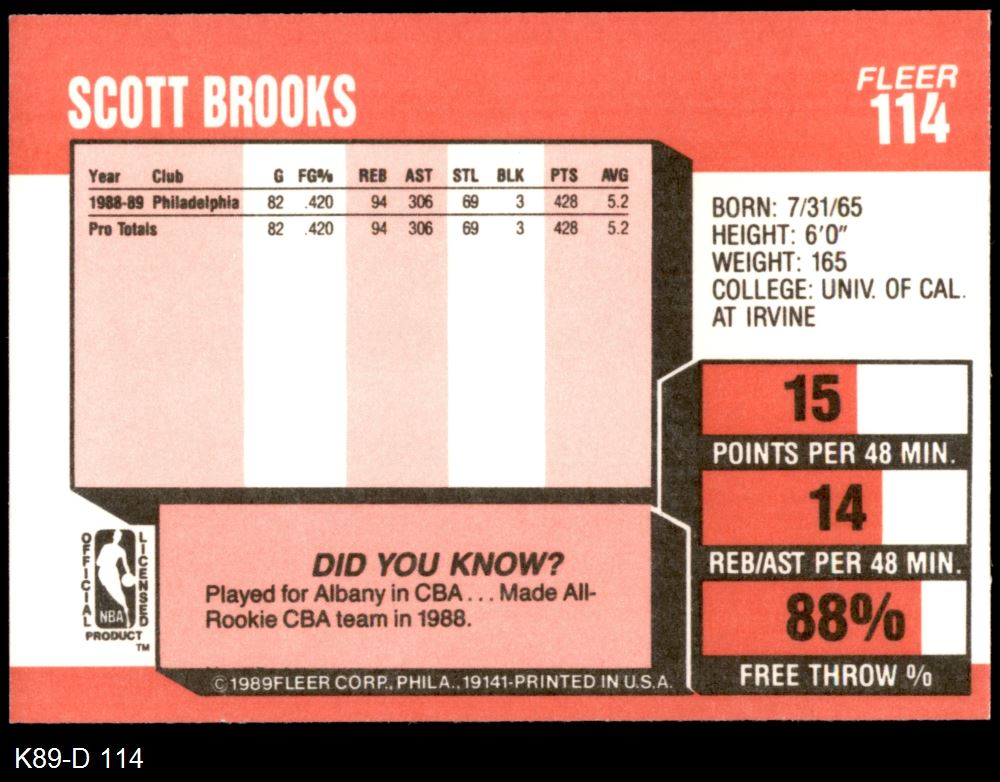 SCOTT BROOKS
FLEER
114
Year Club G FG% REB AST STL BLK PTS AVG
1988-89 Philadelphia 82 .420 94 306 69 3 428 5.2
Pro Totals 82 .420 94 306 69 3 428 5.2
BORN: 7/31/65
HEIGHT: 6'0"
WEIGHT: 165
COLLEGE: UNIV. OF CAL.
AT IRVINE
15
POINTS PER 48 MIN.
14
REB/AST PER 48 MIN.
88%
FREE THROW %
OFFICIAL
LICENSED
NBA
PRODUCT
TM
DID YOU KNOW?
Played for Albany in CBA . . . Made All-
Rookie CBA team in 1988.
©1989 FLEER CORP., PHILA., 19141-PRINTED IN U.S.A.
K89-D 114